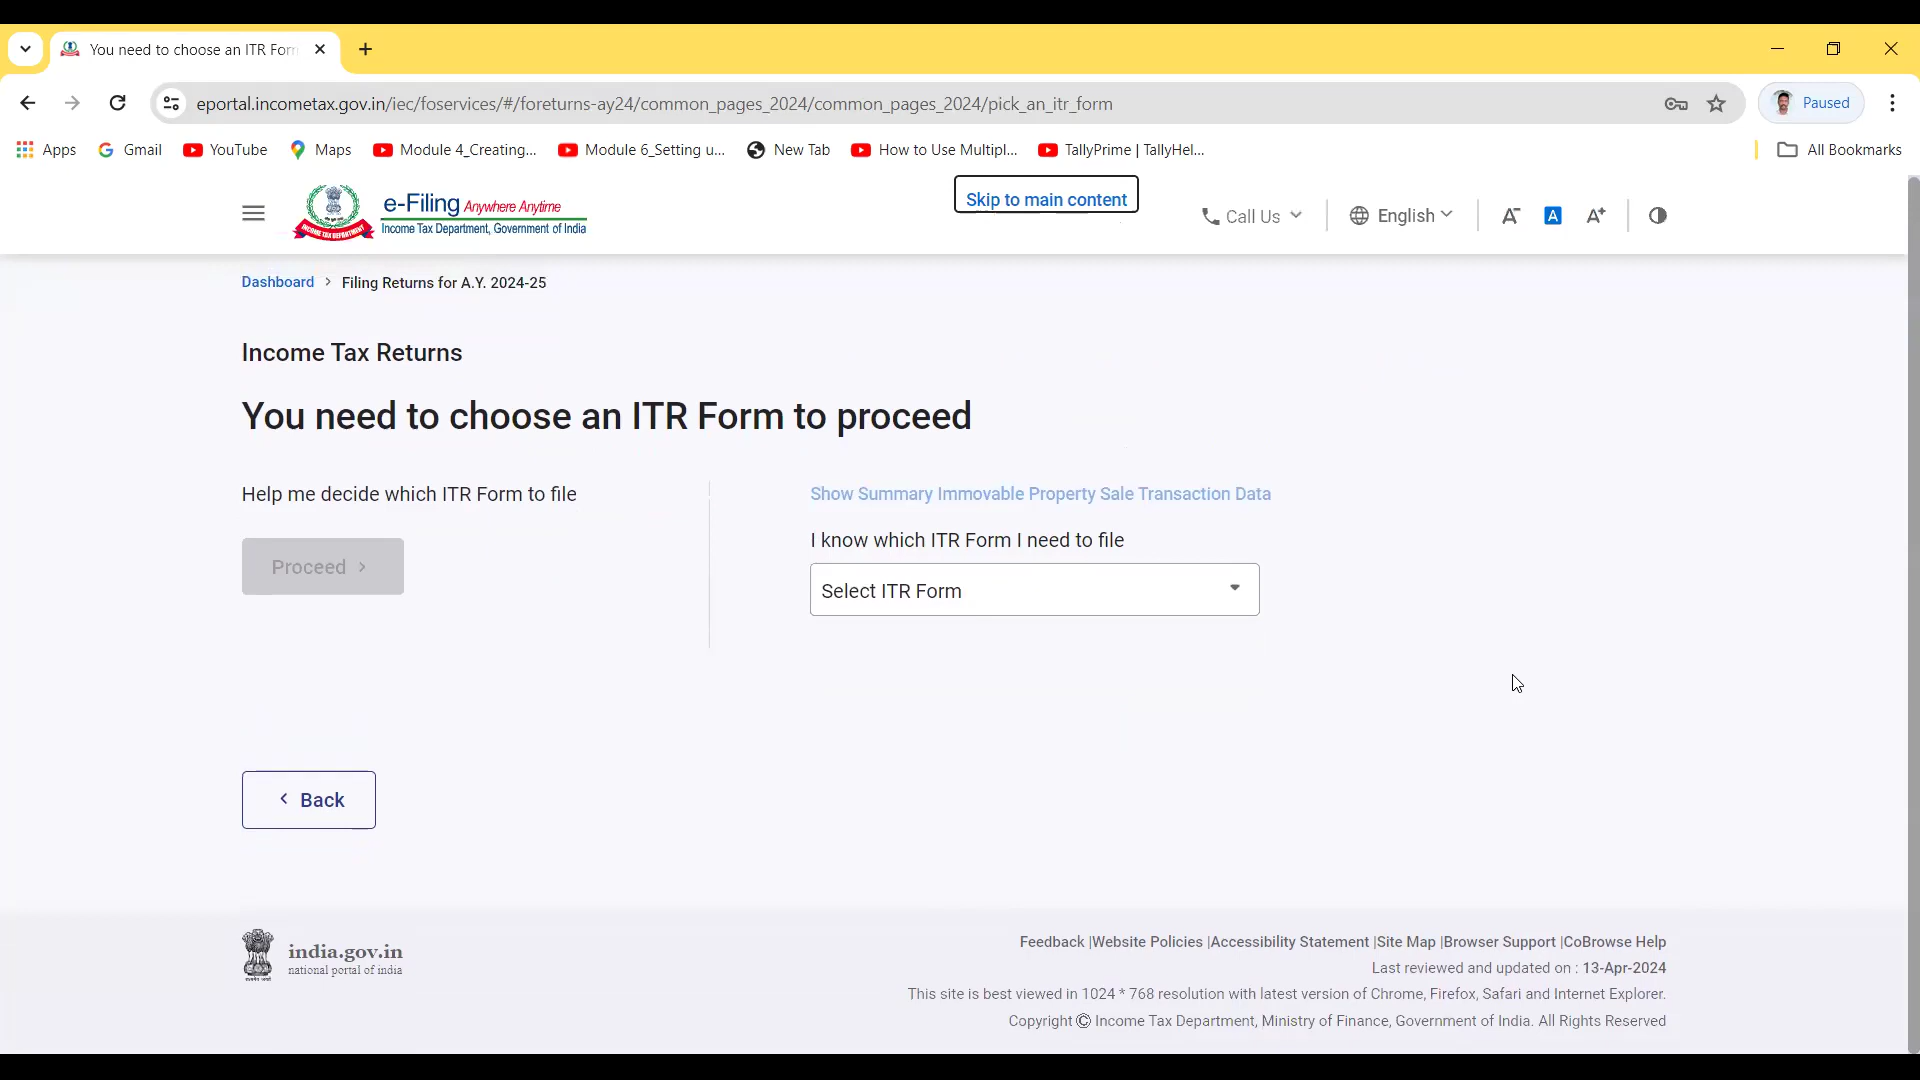 You need to choose an ITR Form
eportal.incometax.gov.in/iec/foservices/#/foreturns-ay24/common_pages_2024/common_pages_2024/pick_an_itr_form
Paused
Apps
Gmail
YouTube
Maps
Module 4_Creating...
Module 6_Setting u...
New Tab
How to Use Multipl...
TallyPrime | TallyHel...
All Bookmarks
e-Filing Anywhere Anytime
Income Tax Department, Government of India
INCOME TAX DEPARTMENT
Skip to main content
Call Us
English
A-
A
A+
Dashboard > Filing Returns for A.Y. 2024-25
Income Tax Returns
You need to choose an ITR Form to proceed
Help me decide which ITR Form to file
Proceed >
Show Summary Immovable Property Sale Transaction Data
I know which ITR Form I need to file
Select ITR Form
< Back
india.gov.in
national portal of india
Feedback |Website Policies |Accessibility Statement |Site Map |Browser Support |CoBrowse Help
Last reviewed and updated on : 13-Apr-2024
This site is best viewed in 1024 * 768 resolution with latest version of Chrome, Firefox, Safari and Internet Explorer.
Copyright © Income Tax Department, Ministry of Finance, Government of India. All Rights Reserved